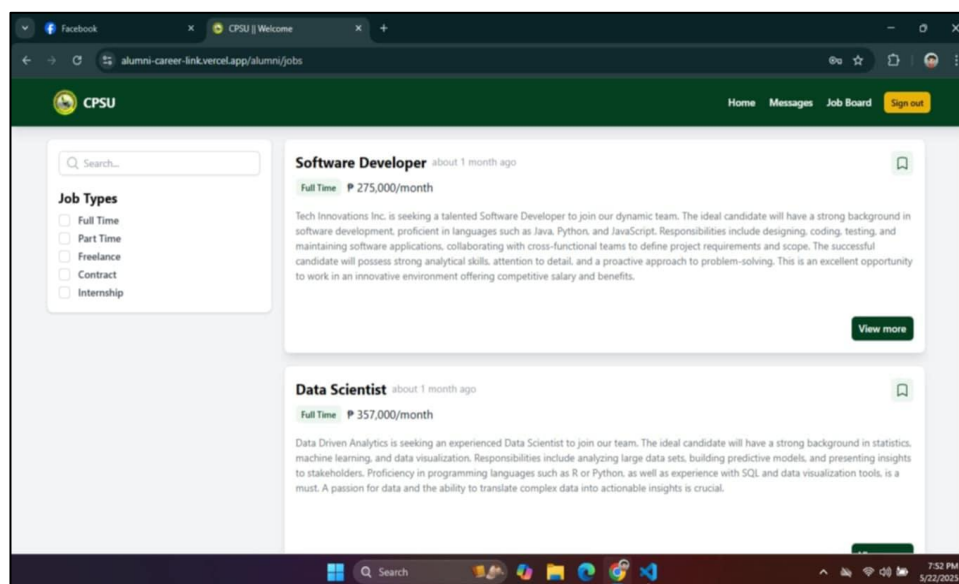 Facebook
CPSU || Welcome
alumni-career-link.vercel.app/alumni/jobs
CPSU
Home Messages Job Board Sign out
Search...
Job Types
Full Time
Part Time
Freelance
Contract
Internship
Software Developer about 1 month ago
Full Time ₱ 275,000/month
Tech Innovations Inc. is seeking a talented Software Developer to join our dynamic team. The ideal candidate will have a strong background in
software development, proficient in languages such as Java, Python, and JavaScript. Responsibilities include designing, coding, testing, and
maintaining software applications, collaborating with cross-functional teams to define project requirements and scope. The successful
candidate will possess strong analytical skills, attention to detail, and a proactive approach to problem-solving. This is an excellent opportunity
to work in an innovative environment offering competitive salary and benefits.
View more
Data Scientist about 1 month ago
Full Time ₱ 357,000/month
Data Driven Analytics is seeking an experienced Data Scientist to join our team. The ideal candidate will have a strong background in statistics,
machine learning, and data visualization. Responsibilities include analyzing large data sets, building predictive models, and presenting insights
to stakeholders. Proficiency in programming languages such as R or Python, as well as experience with SQL and data visualization tools, is a
must. A passion for data and the ability to translate complex data into actionable insights is crucial.
Search
7:52 PM
5/22/2025